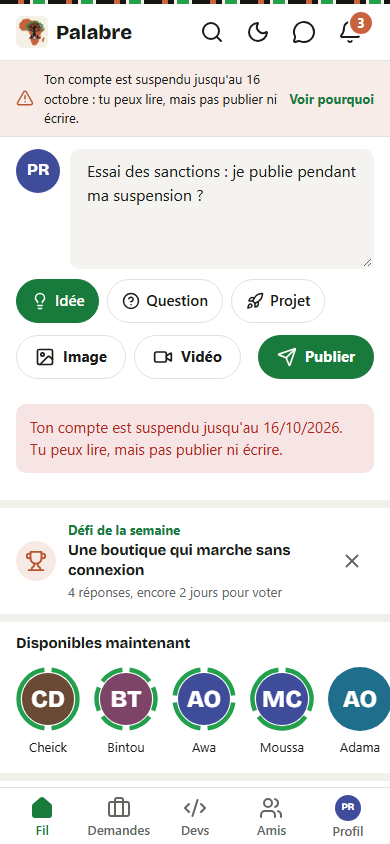 Palabre
3
Ton compte est suspendu jusqu'au 16
octobre : tu peux lire, mais pas publier ni
écrire.
Voir pourquoi
PR
Essai des sanctions : je publie pendant
ma suspension ?
Idée
Question
Projet
Image
Vidéo
Publier
Ton compte est suspendu jusqu'au 16/10/2026.
Tu peux lire, mais pas publier ni écrire.
Défi de la semaine
Une boutique qui marche sans
connexion
4 réponses, encore 2 jours pour voter
Disponibles maintenant
CD BT AO MC AO
Cheick Bintou Awa Moussa Adama
PR
Fil Demandes Devs Amis Profil